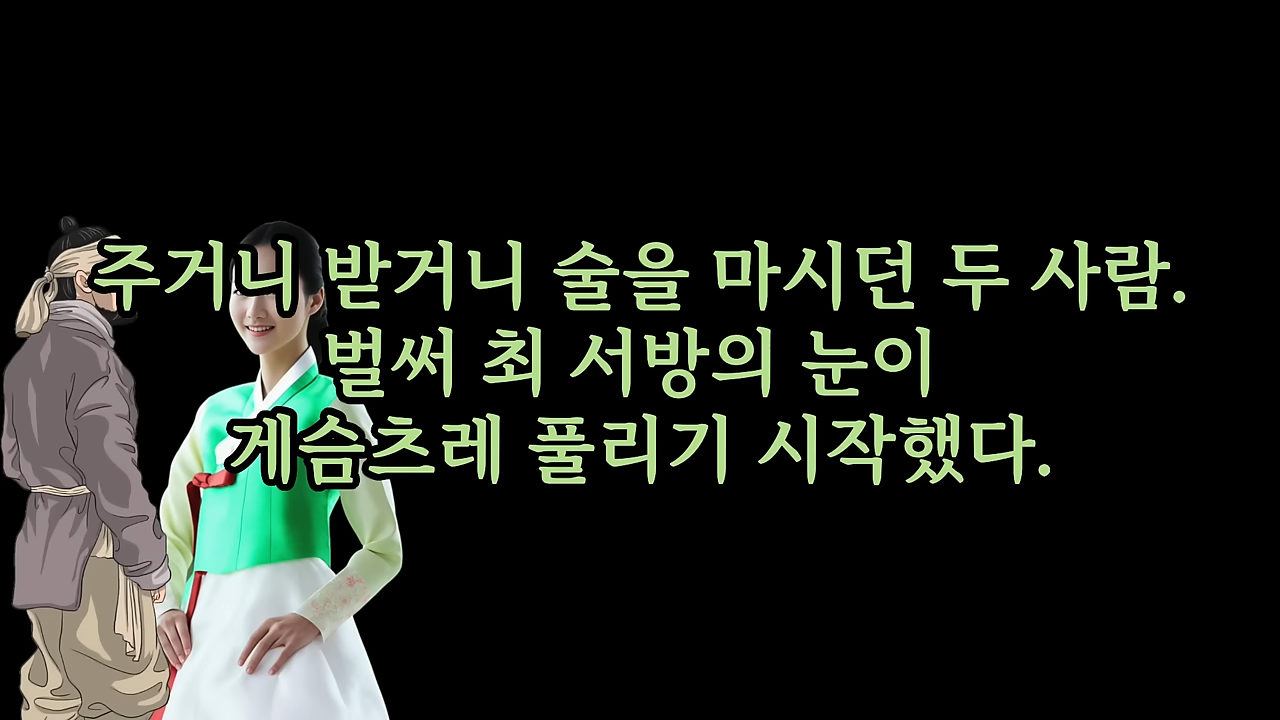 주거니 받거니 술을 마시던 두 사람.
벌써 최 서방의 눈이
게슴츠레 풀리기 시작했다.